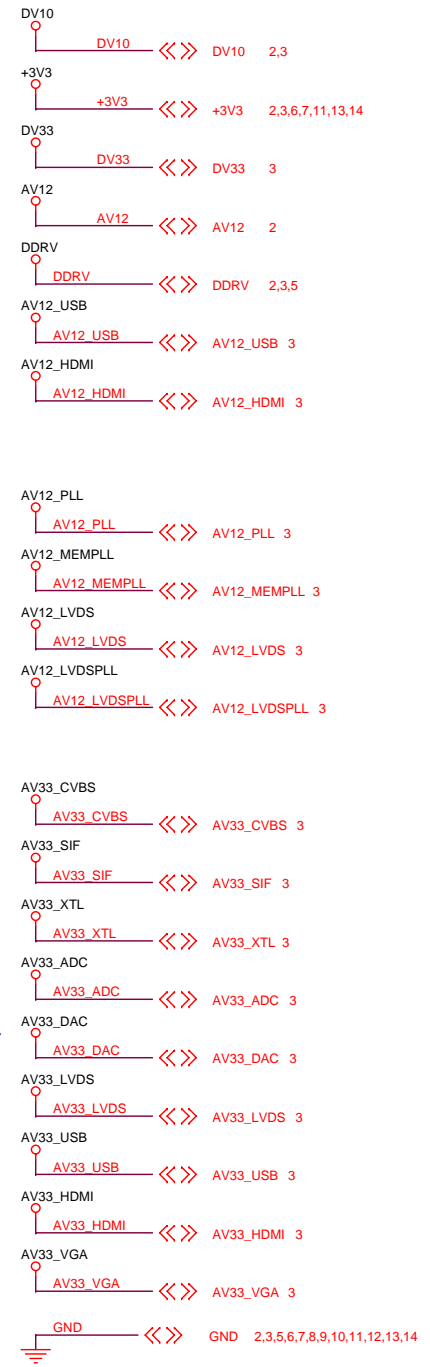 DV10
DV10 DV10 2,3
+3V3
+3V3 +3V3 2,3,6,7,11,13,14
DV33
DV33 DV33 3
AV12
AV12 AV12 2
DDRV
DDRV DDRV 2,3,5
AV12_USB
AV12_USB AV12_USB 3
AV12_HDMI
AV12_HDMI AV12_HDMI 3
AV12_PLL
AV12_PLL AV12_PLL 3
AV12_MEMPLL
AV12_MEMPLL AV12_MEMPLL 3
AV12_LVDS
AV12_LVDS AV12_LVDS 3
AV12_LVDSPLL
AV12_LVDSPLL AV12_LVDSPLL 3
AV33_CVBS
AV33_CVBS AV33_CVBS 3
AV33_SIF
AV33_SIF AV33_SIF 3
AV33_XTL
AV33_XTL AV33_XTL 3
AV33_ADC
AV33_ADC AV33_ADC 3
AV33_DAC
AV33_DAC AV33_DAC 3
AV33_LVDS
AV33_LVDS AV33_LVDS 3
AV33_USB
AV33_USB AV33_USB 3
AV33_HDMI
AV33_HDMI AV33_HDMI 3
AV33_VGA
AV33_VGA AV33_VGA 3
GND GND 2,3,5,6,7,8,9,10,11,12,13,14